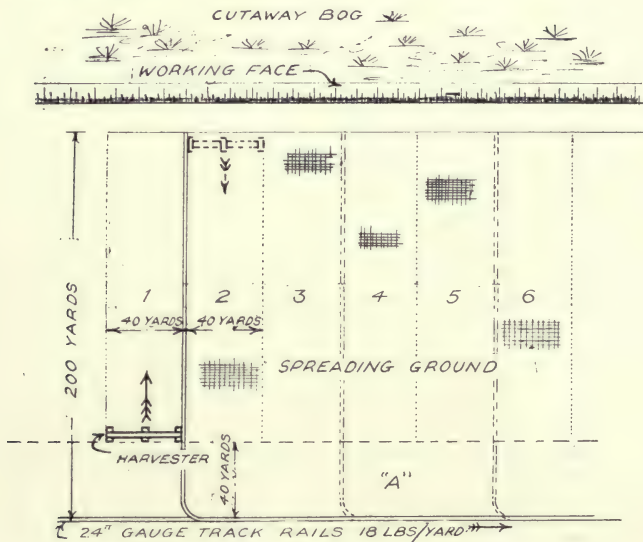 CUTAWAY BOG
WORKING FACE
200 YARDS
1
2
3
4
5
6
40 YARDS
40 YARDS
SPREADING GROUND
HARVESTER
40 YARDS
"A"
24" GAUGE TRACK RAILS 18 LBS/YARD